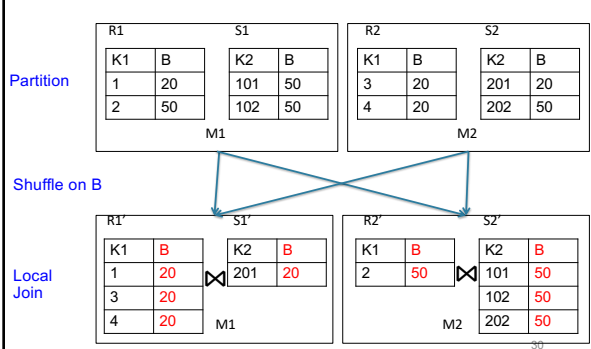 R1 S1 R2 S2
K1 B K2 B K1 B K2 B
Partition
1 20 101 50 3 20 201 20
2 50 102 50 4 20 202 50
M1 M2
Shuffle on B
R1’ S1’ R2’ S2’
K1 B K2 B K1 B K2 B
1 20 ⋈ 201 20 2 50 ⋈ 101 50
Local
Join
3 20 102 50
4 20 M1 M2 202 50
30